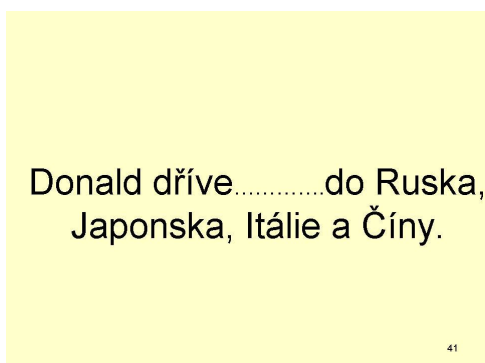 Donald dříve.............do Ruska,
Japonska, Itálie a Číny.
41